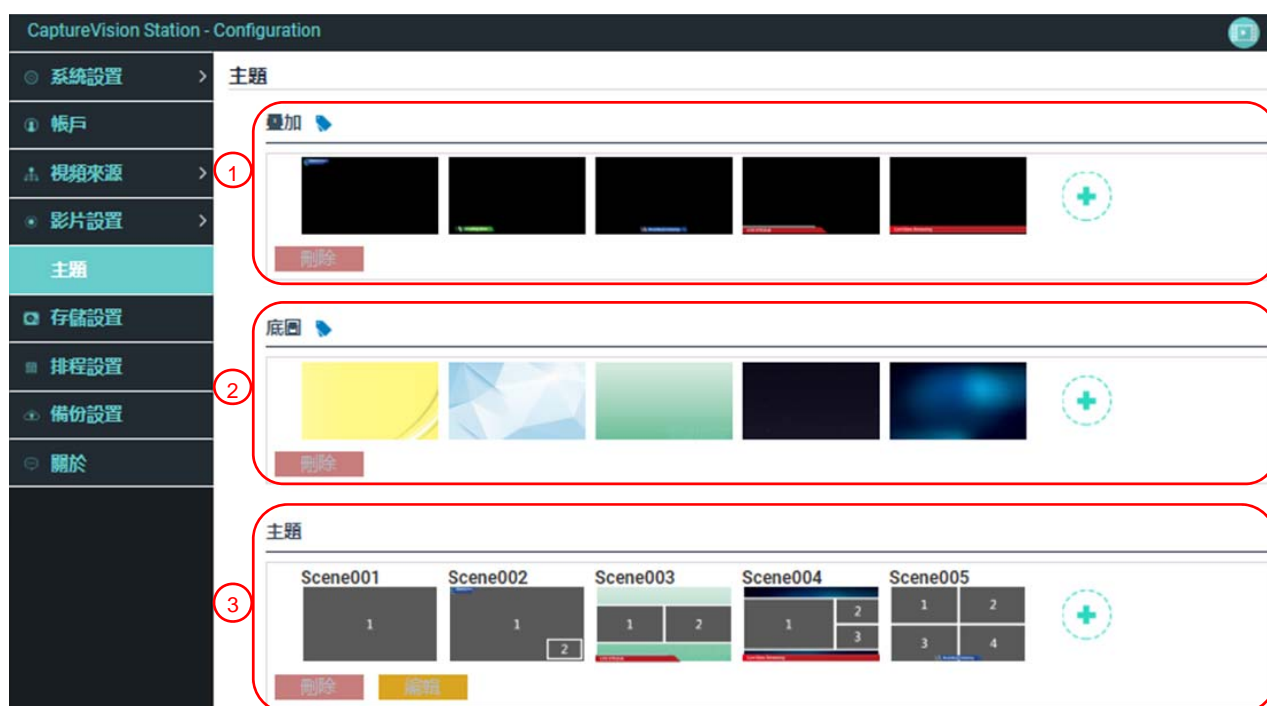 CaptureVision Station - Configuration
系統設置
帳戶
視頻來源
影片設置
主題
存儲設置
排程設置
備份設置
關於
主題
1
疊加
刪除
2
底圖
刪除
3
主題
Scene001 Scene002 Scene003 Scene004 Scene005
1
1 2
1 2
1 2 3
1 2 3 4
刪除 編輯